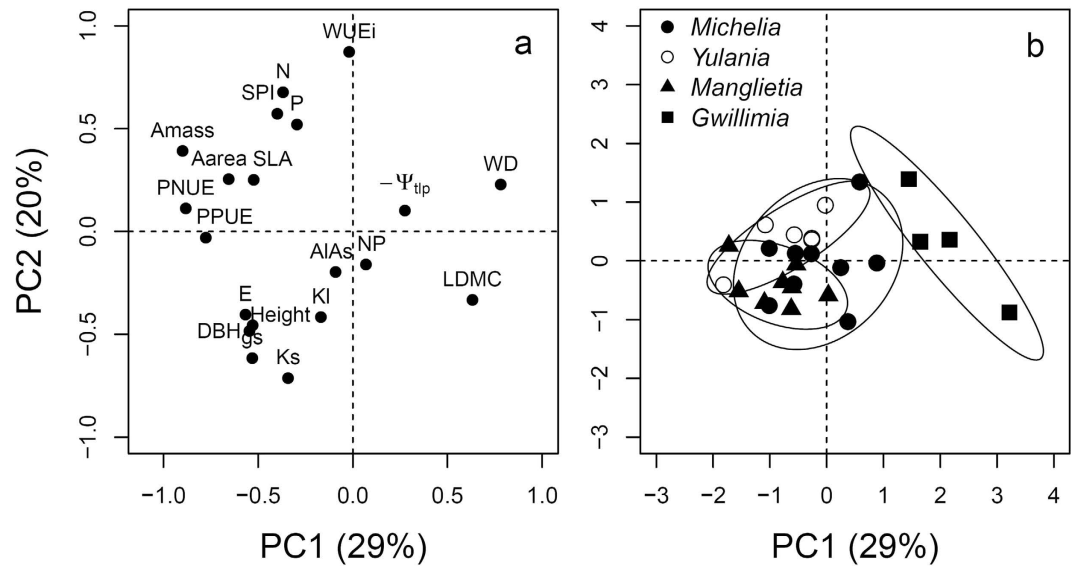 a
WUEi
N
SPI
P
Amass
Aarea SLA
WD
−Ψtlp
PNUE
PPUE
AlAs
NP
Kl
LDMC
E
Height
DBH
gs
Ks
1.0
0.5
0.0
−0.5
−1.0
PC2 (20%)
−1.0 −0.5 0.0 0.5 1.0
PC1 (29%)
b
Michelia
Yulania
Manglietia
Gwillimia
4
3
2
1
0
−1
−2
−3
−3 −2 −1 0 1 2 3 4
PC1 (29%)